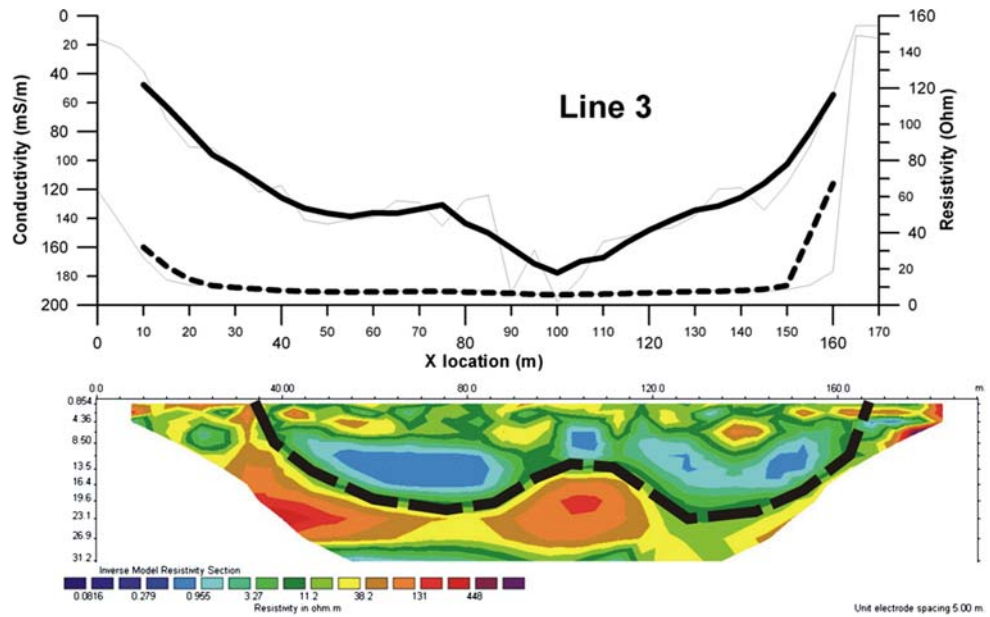 0 160
20 140
40 120
60 100
80
100 80
120 60
140
160 40
180 20
200 0
Conductivity (mS/m)
Resistivity (Ohm)
Line 3
10 20 30 40 50 60 70 80 90 100 110 120 130 140 150 160 170
0 20 40 60 80 100 120 140 160
X location (m)
0.0 40.00 80.0 120.0 160.0 m.
0.854
4.36
8.50
13.5
16.4
19.6
23.1
26.9
31.2
Inverse Model Resistivity Section
0.0816 0.279 0.955 3.27 11.2 38.2 131 448
Resistivity in ohm.m
Unit electrode spacing 5.00 m.